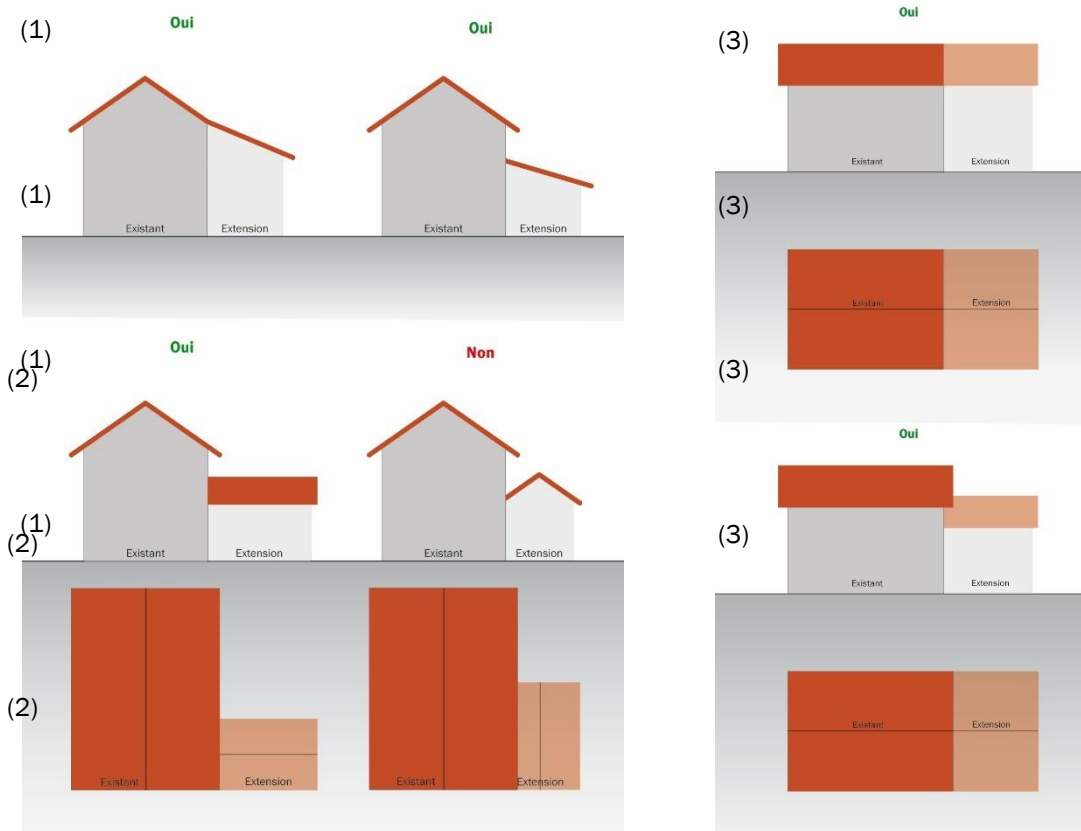 (1)
Oui
Oui
Existant
Extension
Existant
Extension
(1)
(1)
(2)
Oui
Non
(1)
(2)
Existant
Extension
Existant
Extension
(2)
Existant
Extension
Existant
Extension
(3)
Oui
Existant
Extension
(3)
Existant
Extension
(3)
Oui
(3)
Existant
Extension
Existant
Extension